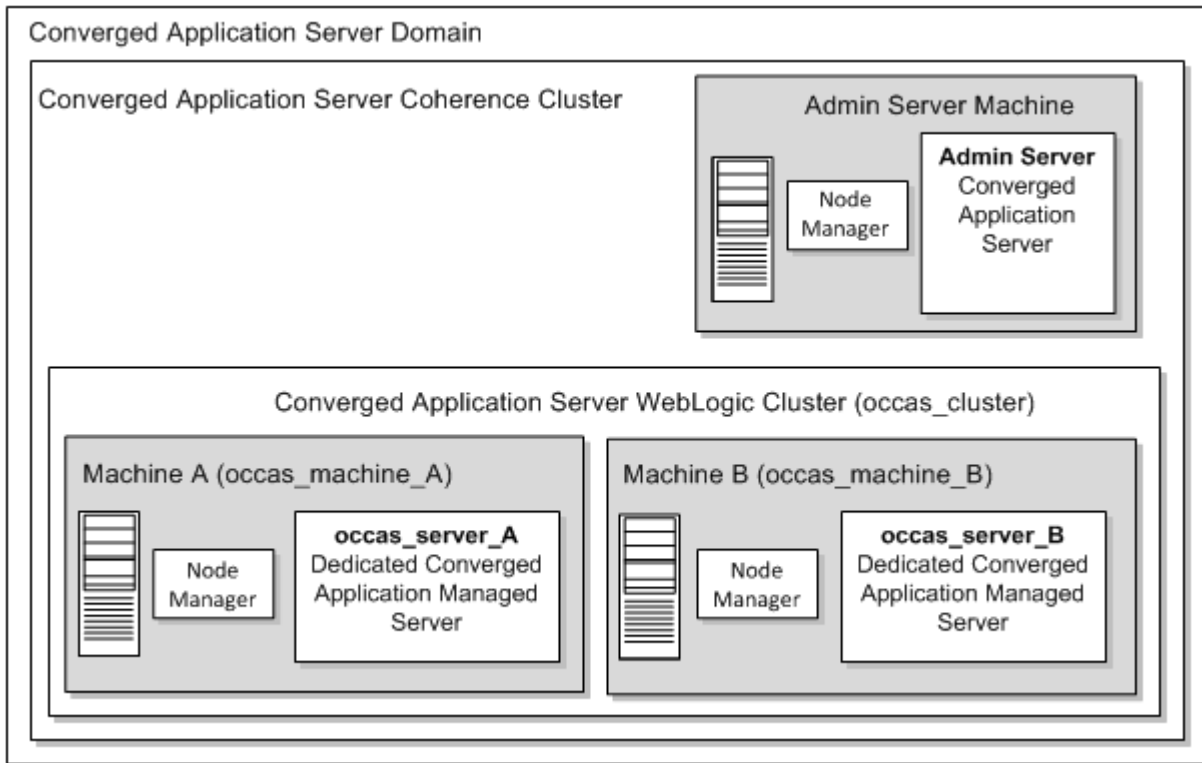 Converged Application Server Domain
Converged Application Server Coherence Cluster
Admin Server Machine
Node
Manager
Admin Server
Converged
Application
Server
Converged Application Server WebLogic Cluster (occas_cluster)
Machine A (occas_machine_A)
Node
Manager
occas_server_A
Dedicated Converged
Application Managed
Server
Machine B (occas_machine_B)
Node
Manager
occas_server_B
Dedicated Converged
Application Managed
Server